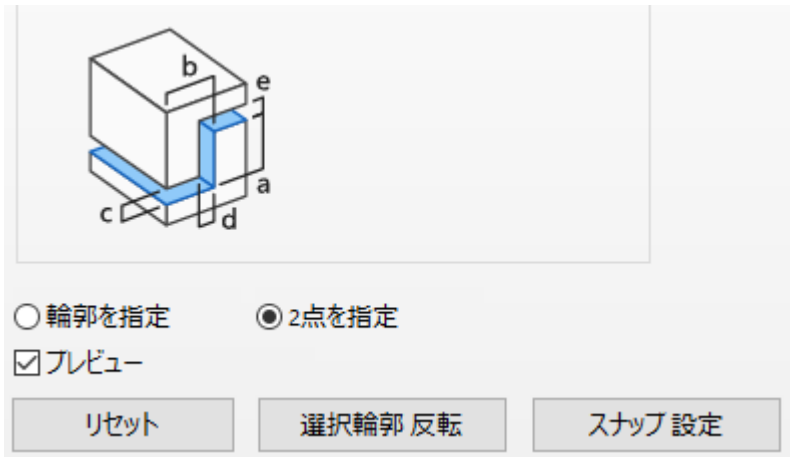 b
e
a
c
d
輪郭を指定 2点を指定
プレビュー
リセット 選択輪郭 反転 スナップ 設定